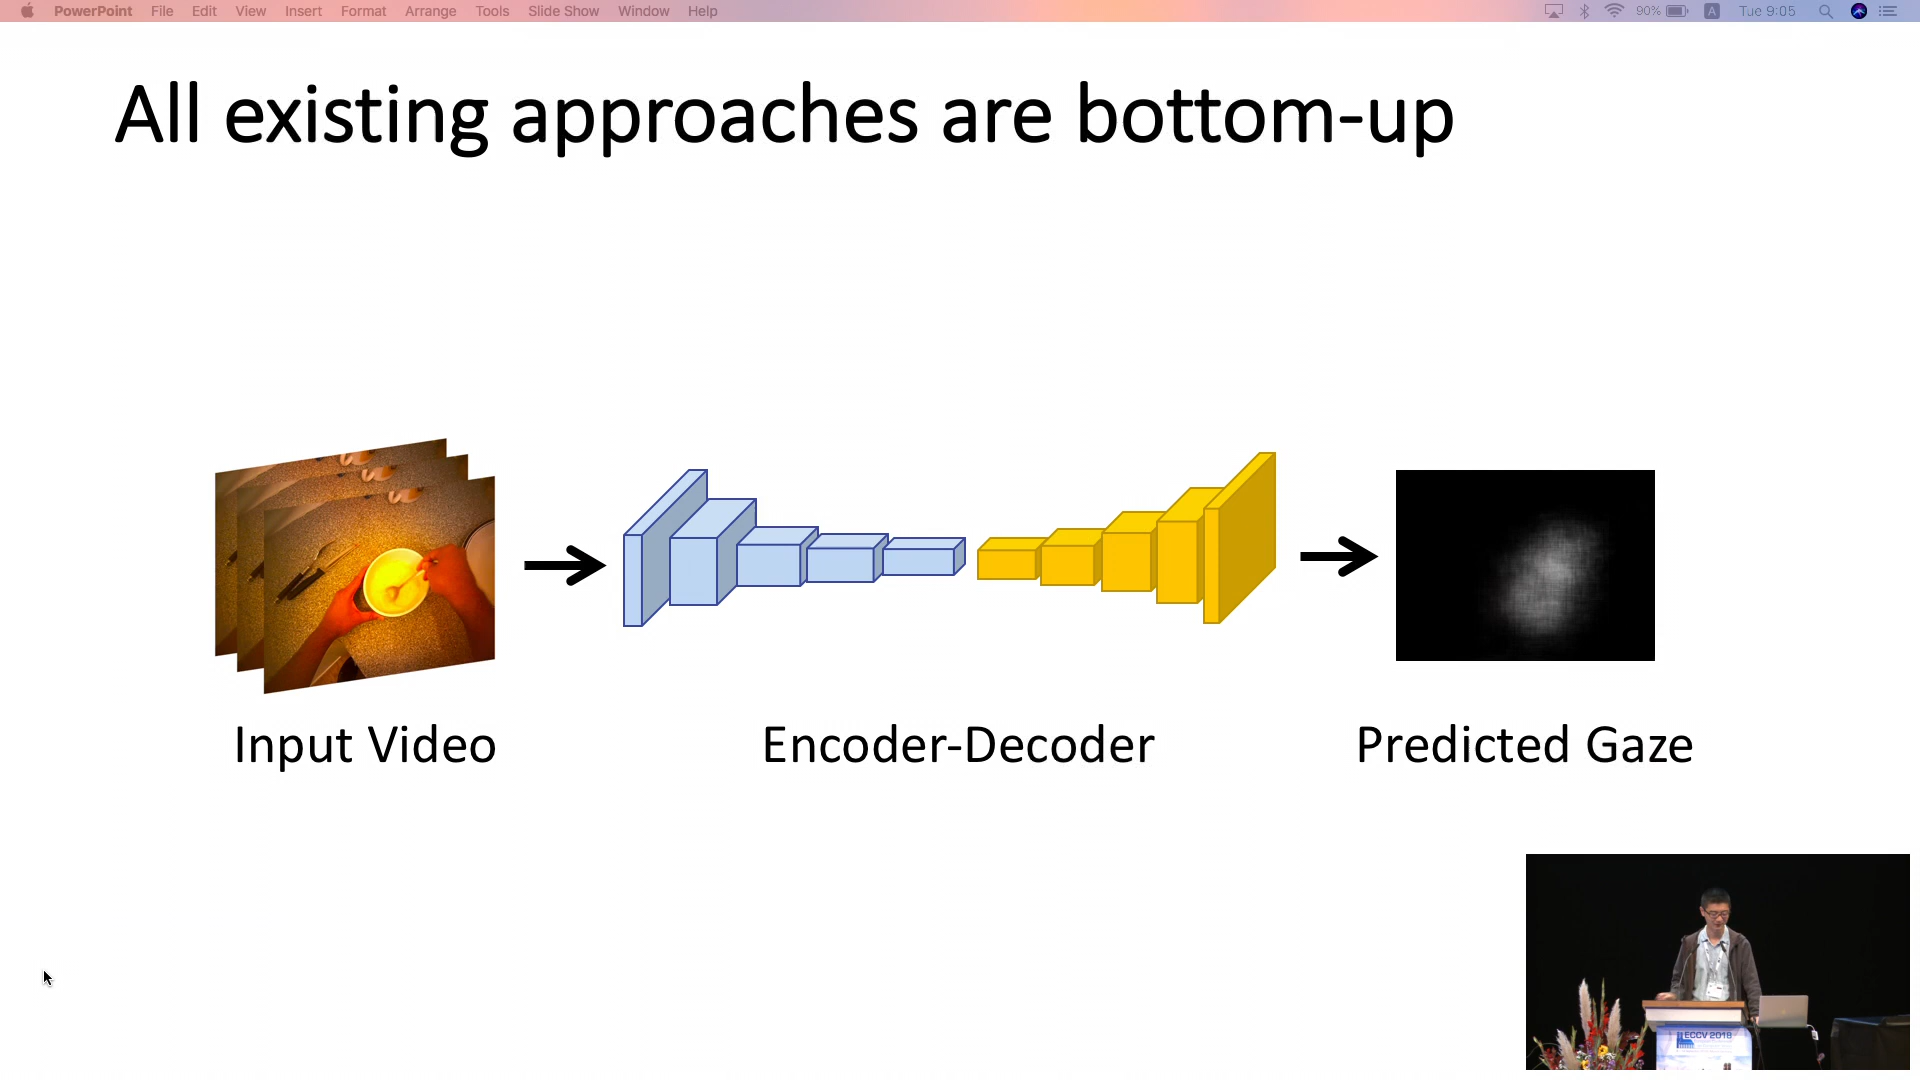 PowerPoint File Edit View Insert Format Arrange Tools Slide Show Window Help 90% A Tue 9:05
All existing approaches are bottom-up
Input Video
Encoder-Decoder
Predicted Gaze
ECCV 2018